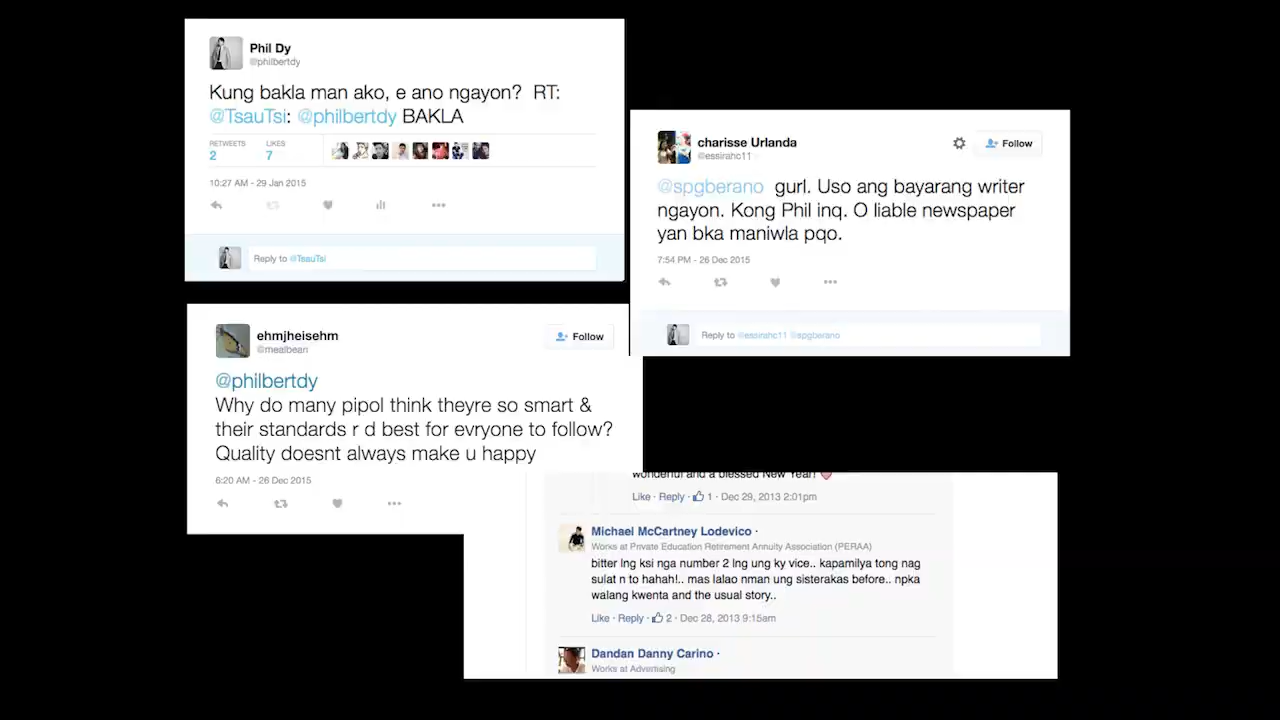 Phil Dy
@philbertdy
Kung bakla man ako, e ano ngayon? RT:
@TsauTsi: @philbertdy BAKLA
RETWEETS LIKES
2 7
10:27 AM - 29 Jan 2015
Reply to @TsauTsi
charisse Urlanda
@essirahc11
Follow
@spgberano gurl. Uso ang bayarang writer
ngayon. Kong Phil inq. O liable newspaper
yan bka maniwla pqo.
7:54 PM - 26 Dec 2015
Reply to @essirahc11 @spgberano
ehmjheisehm
@mealbean
Follow
@philbertdy
Why do many pipol think theyre so smart &
their standards r d best for evryone to follow?
Quality doesnt always make u happy
6:20 AM - 26 Dec 2015
wonderful and a blessed New Year!
Like · Reply · 1 · Dec 29, 2013 2:01pm
Michael McCartney Lodevico ·
Works at Private Education Retirement Annuity Association (PERAA)
bitter lng ksi nga number 2 lng ung ky vice.. kapamilya tong nag
sulat n to hahah!.. mas lalao nman ung sisterakas before.. npka
walang kwenta and the usual story..
Like · Reply · 2 · Dec 28, 2013 9:15am
Dandan Danny Carino ·
Works at Advertising